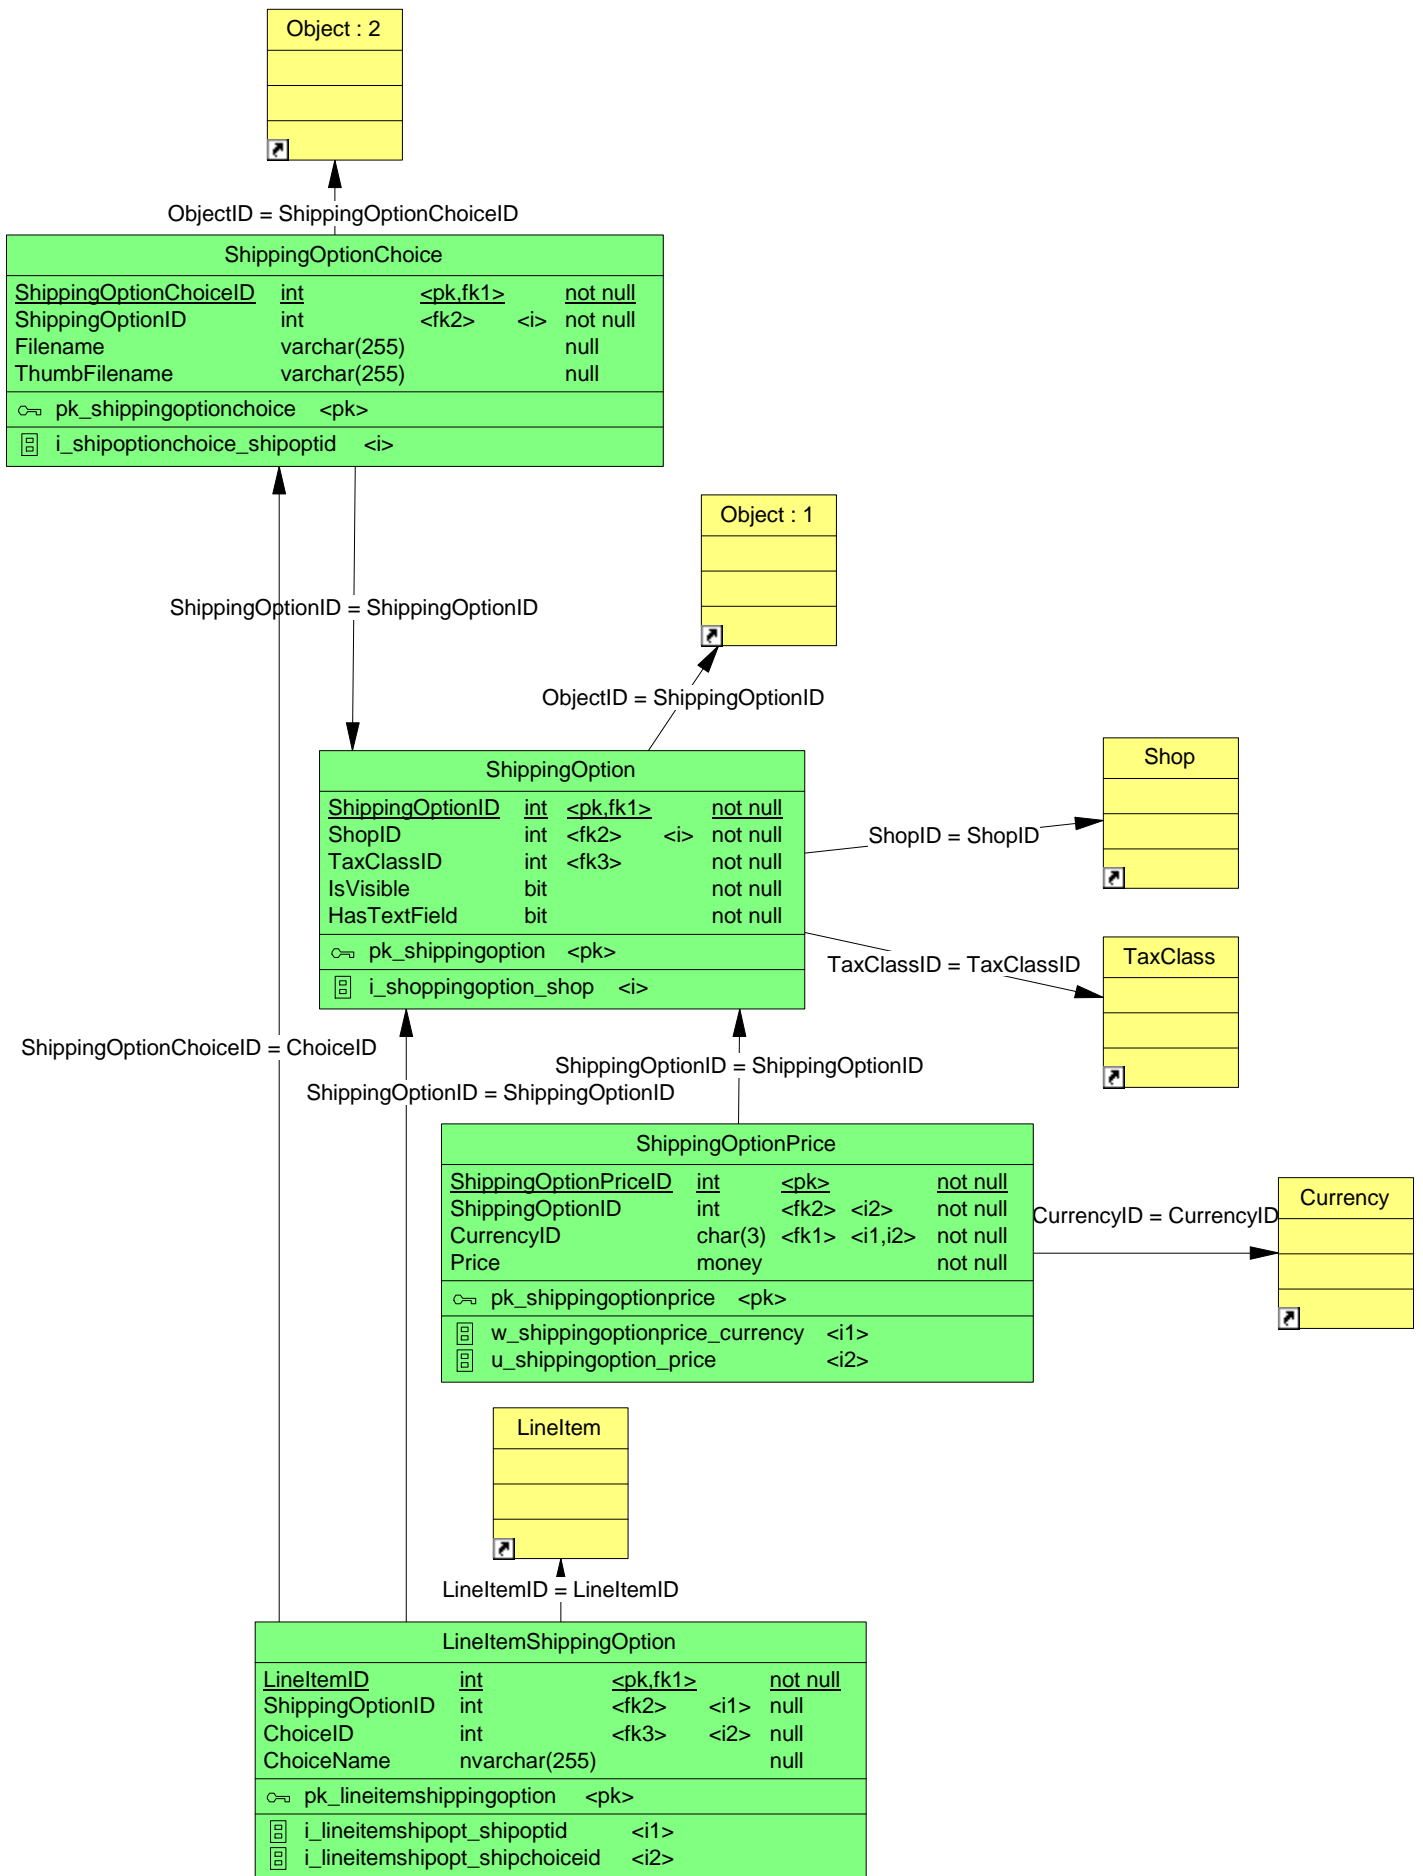 Object : 2
ObjectID = ShippingOptionChoiceID
ShippingOptionChoice
ShippingOptionChoiceID int <pk,fk1> not null
ShippingOptionID int <fk2> <i> not null
Filename varchar(255) null
ThumbFilename varchar(255) null
pk_shippingoptionchoice <pk>
i_shipoptionchoice_shipoptid <i>
Object : 1
ShippingOptionID = ShippingOptionID
ObjectID = ShippingOptionID
ShippingOption
ShippingOptionID int <pk,fk1> not null
ShopID int <fk2> <i> not null
TaxClassID int <fk3> not null
IsVisible bit not null
HasTextField bit not null
pk_shippingoption <pk>
i_shoppingoption_shop <i>
Shop
ShopID = ShopID
TaxClass
TaxClassID = TaxClassID
ShippingOptionChoiceID = ChoiceID
ShippingOptionID = ShippingOptionID
ShippingOptionID = ShippingOptionID
ShippingOptionPrice
ShippingOptionPriceID int <pk> not null
ShippingOptionID int <fk2> <i2> not null
CurrencyID char(3) <fk1> <i1,i2> not null
Price money not null
pk_shippingoptionprice <pk>
w_shippingoptionprice_currency <i1>
u_shippingoption_price <i2>
Currency
CurrencyID = CurrencyID
LineItem
LineItemID = LineItemID
LineItemShippingOption
LineItemID int <pk,fk1> not null
ShippingOptionID int <fk2> <i1> null
ChoiceID int <fk3> <i2> null
ChoiceName nvarchar(255) null
pk_lineitemshippingoption <pk>
i_lineitemshipopt_shipoptid <i1>
i_lineitemshipopt_shipchoiceid <i2>